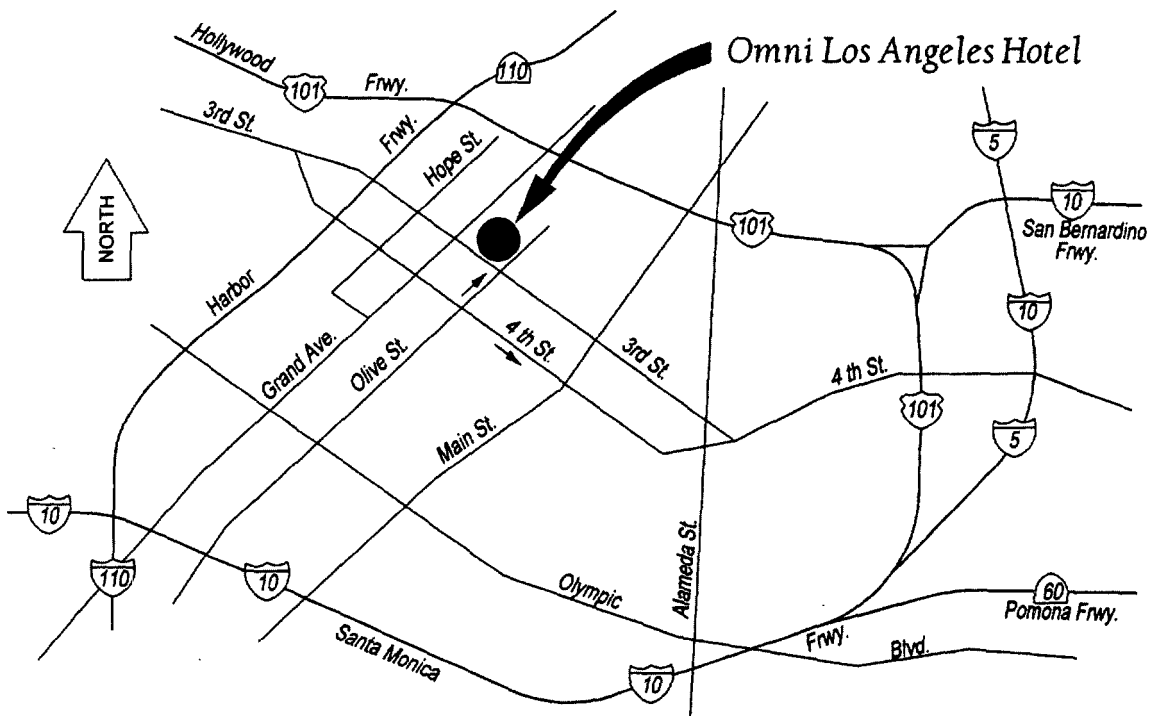 Omni Los Angeles Hotel
Hollywood
101
Frwy.
110
3rd St.
Frwy.
Hope St.
5
10
San Bernardino
Frwy.
NORTH
101
Harbor
10
Grand Ave.
Olive St.
4 th St.
3rd St.
4 th St.
101
5
Main St.
10
110
10
Alameda St.
Olympic
60
Pomona Frwy.
Santa Monica
Frwy.
Blvd.
10